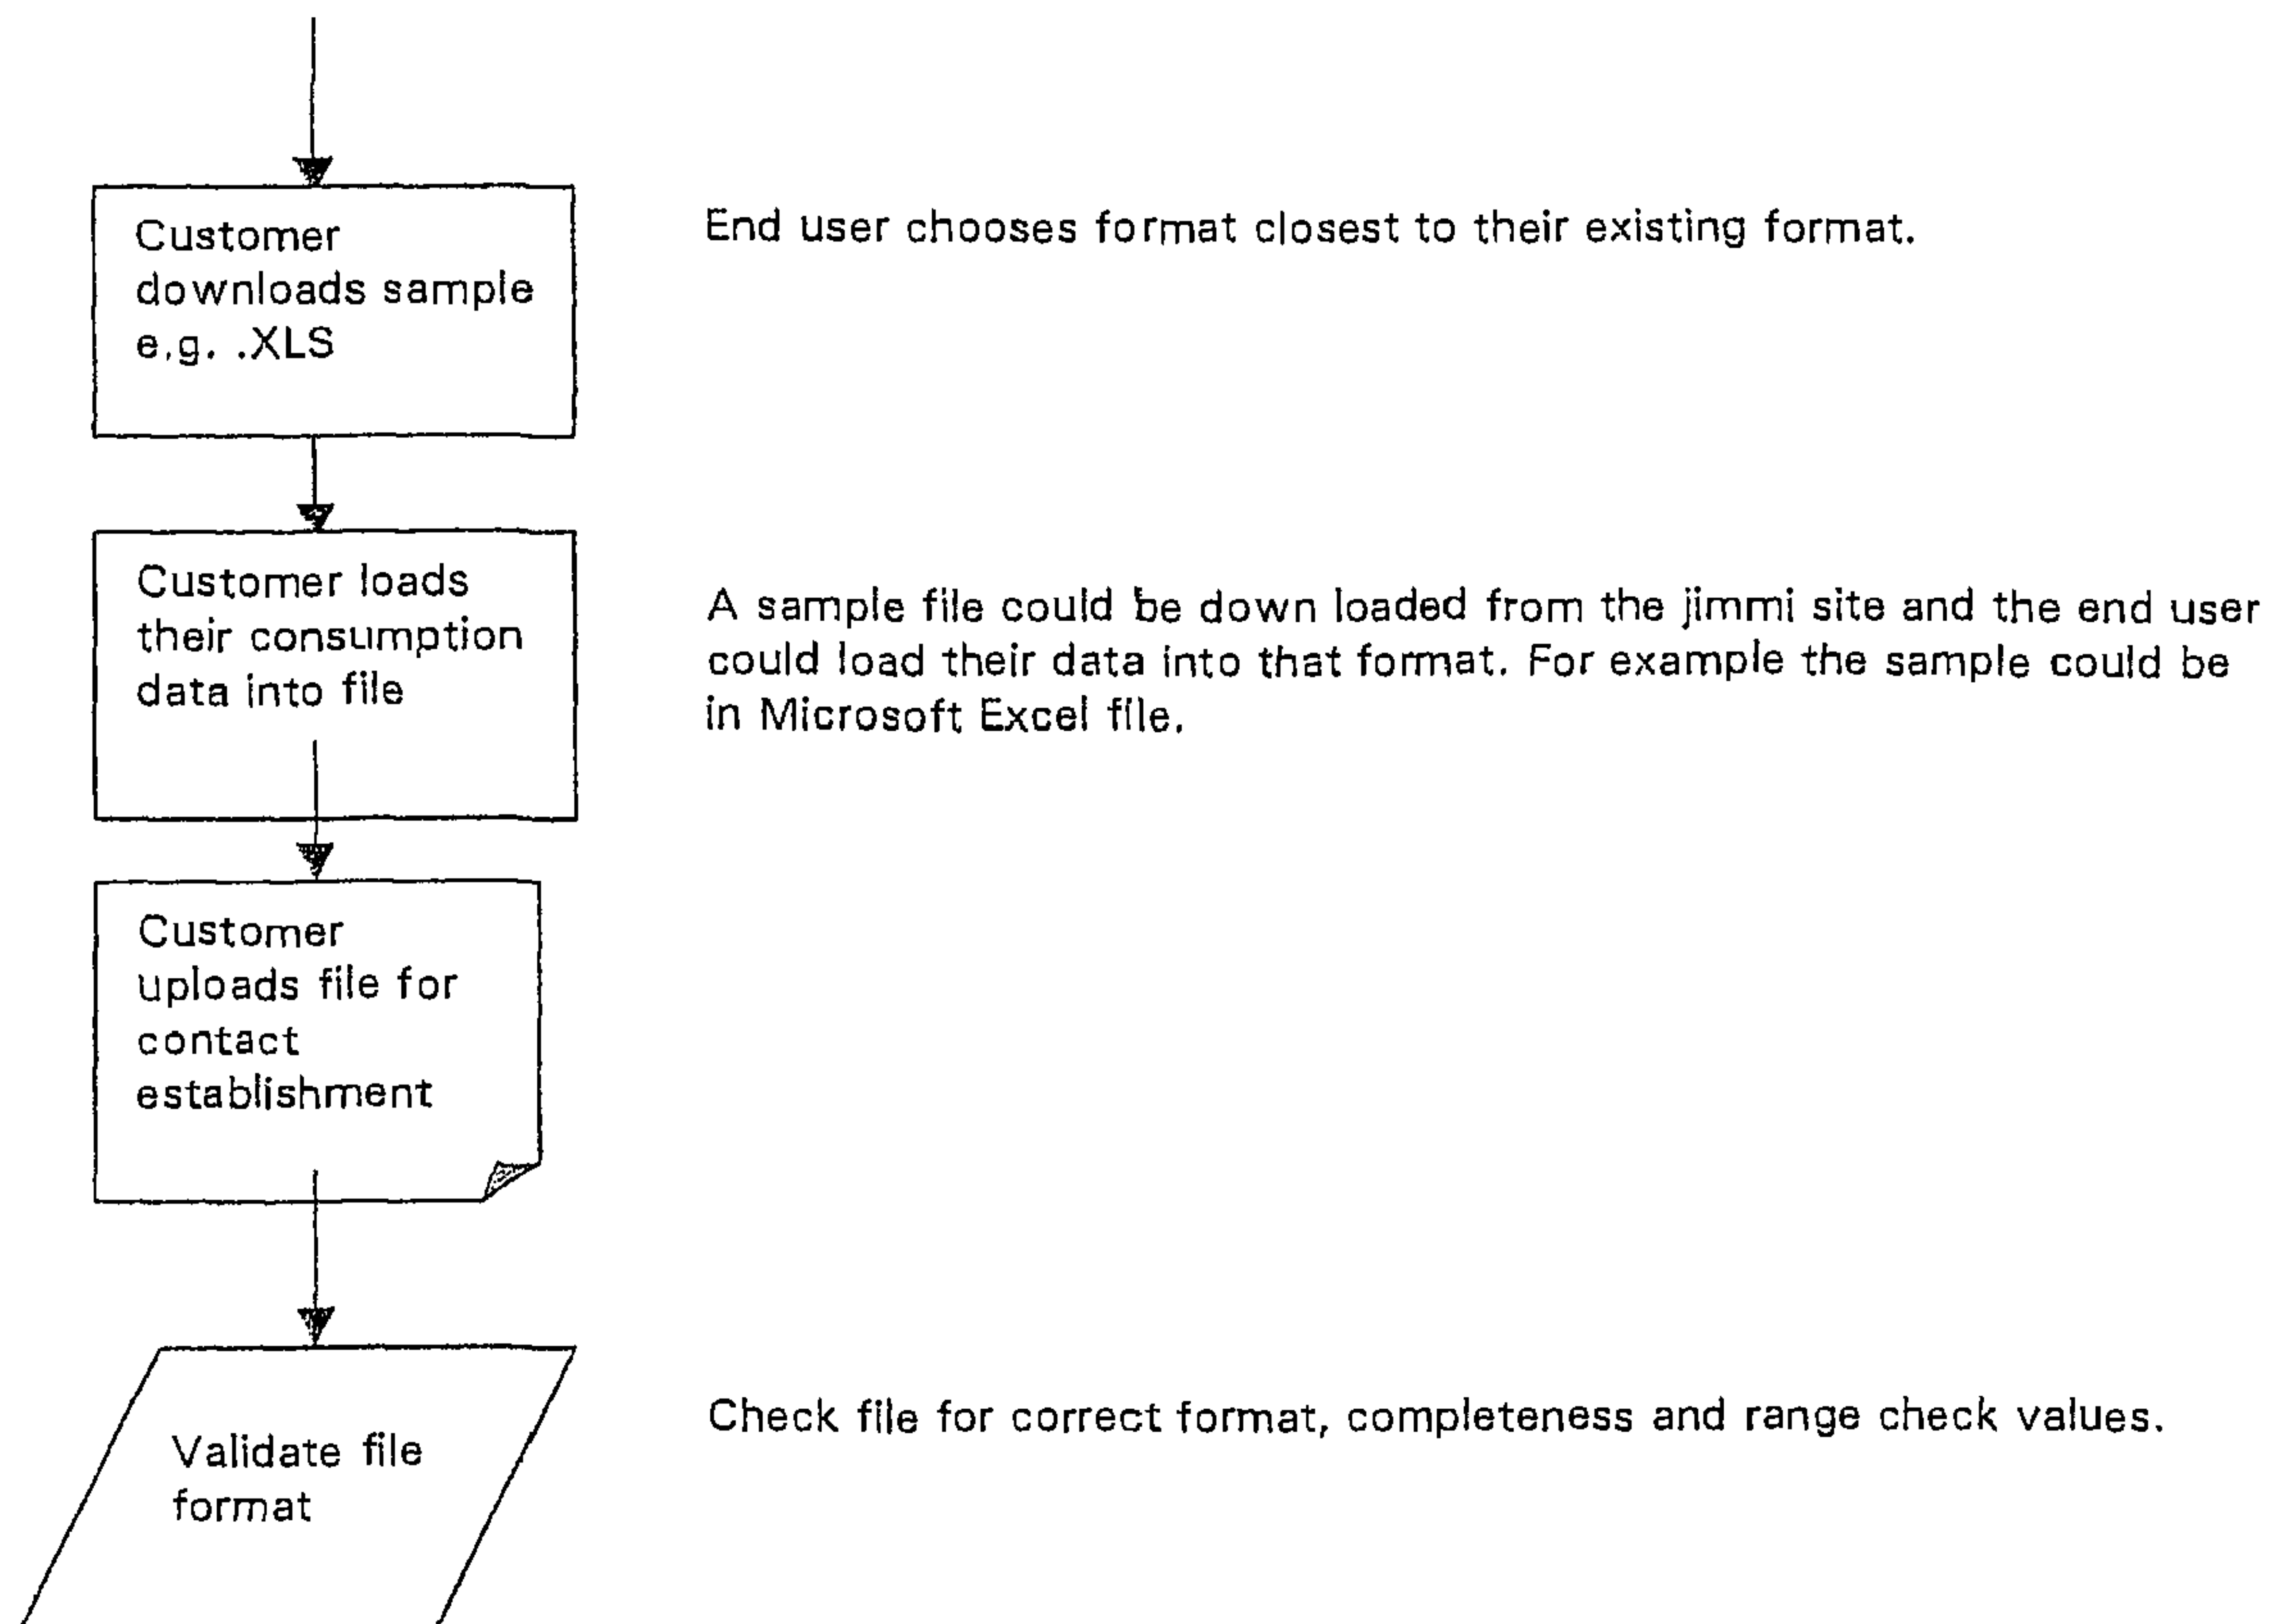 Customer
downloads sample
e.g. .XLS
End user chooses format closest to their existing format.
Customer loads
their consumption
data into file
A sample file could be down loaded from the jimmi site and the end user
could load their data into that format. For example the sample could be
in Microsoft Excel file.
Customer
uploads file for
contact
establishment
Validate file
format
Check file for correct format, completeness and range check values.